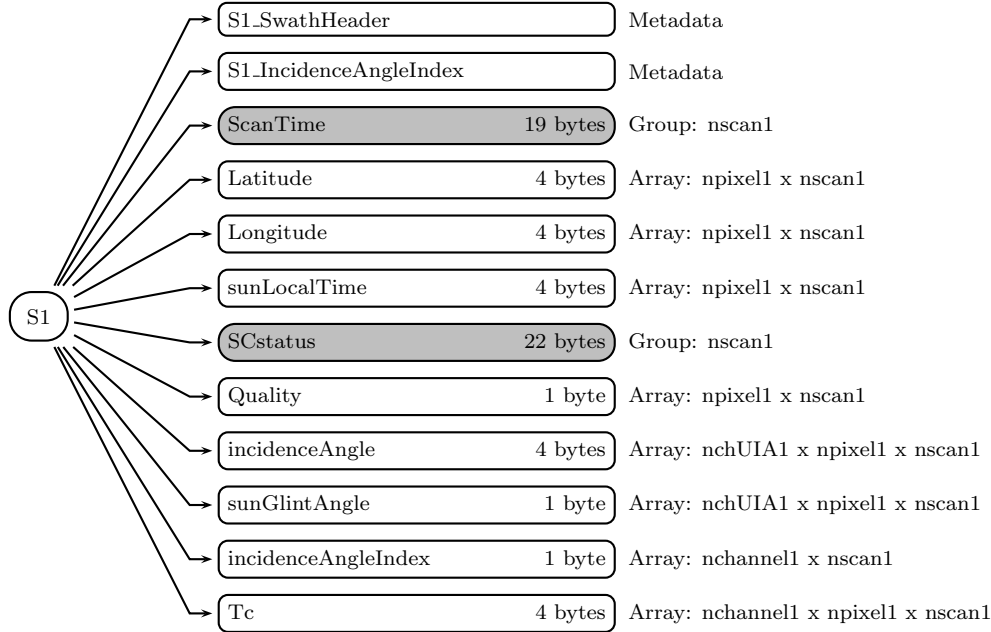 S1_SwathHeader Metadata
S1_IncidenceAngleIndex Metadata
ScanTime 19 bytes Group: nscan1
Latitude 4 bytes Array: npixel1 x nscan1
Longitude 4 bytes Array: npixel1 x nscan1
sunLocalTime 4 bytes Array: npixel1 x nscan1
S1
SCstatus 22 bytes Group: nscan1
Quality 1 byte Array: npixel1 x nscan1
incidenceAngle 4 bytes Array: nchUIA1 x npixel1 x nscan1
sunGlintAngle 1 byte Array: nchUIA1 x npixel1 x nscan1
incidenceAngleIndex 1 byte Array: nchannel1 x nscan1
Tc 4 bytes Array: nchannel1 x npixel1 x nscan1